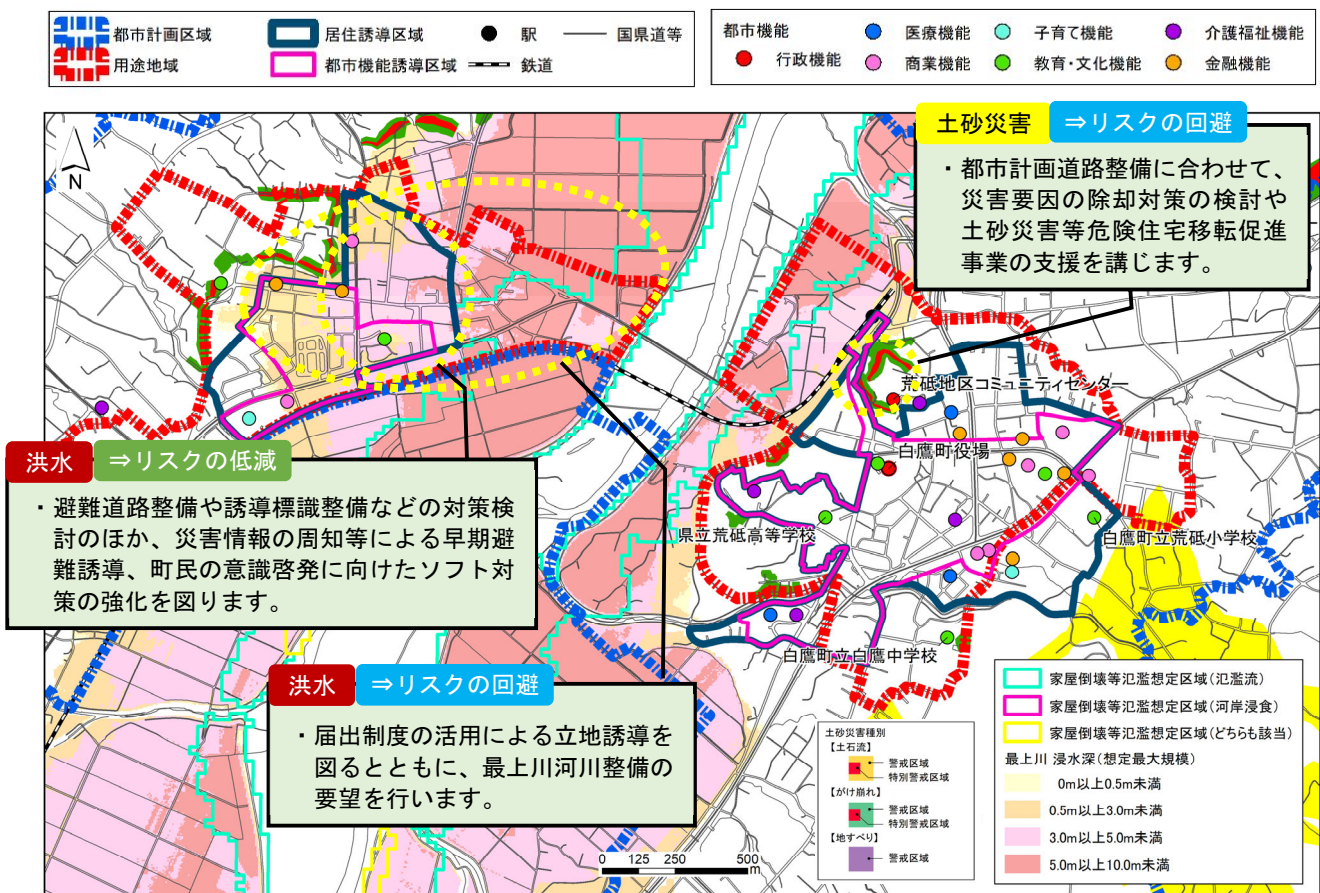 都市計画区域
居住誘導区域
駅
国県道等
用途地域
都市機能誘導区域
鉄道
都市機能
医療機能
子育て機能
介護福祉機能
行政機能
商業機能
教育・文化機能
金融機能
N
土砂災害
⇒リスクの回避
・都市計画道路整備に合わせて、
災害要因の除却対策の検討や
土砂災害等危険住宅移転促進
事業の支援を講じます。
荒砥地区コミュニティセンター
白鷹町役場
県立荒砥高等学校
白鷹町立荒砥小学校
白鷹町立白鷹中学校
洪水
⇒リスクの低減
・避難道路整備や誘導標識整備などの対策検
討のほか、災害情報の周知等による早期避
難誘導、町民の意識啓発に向けたソフト対
策の強化を図ります。
洪水
⇒リスクの回避
・届出制度の活用による立地誘導を
図るとともに、最上川河川整備の
要望を行います。
土砂災害種別
【土石流】
警戒区域
特別警戒区域
【がけ崩れ】
警戒区域
特別警戒区域
【地すべり】
警戒区域
0 125 250 500
m
家屋倒壊等氾濫想定区域(氾濫流)
家屋倒壊等氾濫想定区域(河岸浸食)
家屋倒壊等氾濫想定区域(どちらも該当)
最上川 浸水深(想定最大規模)
0m以上0.5m未満
0.5m以上3.0m未満
3.0m以上5.0m未満
5.0m以上10.0m未満